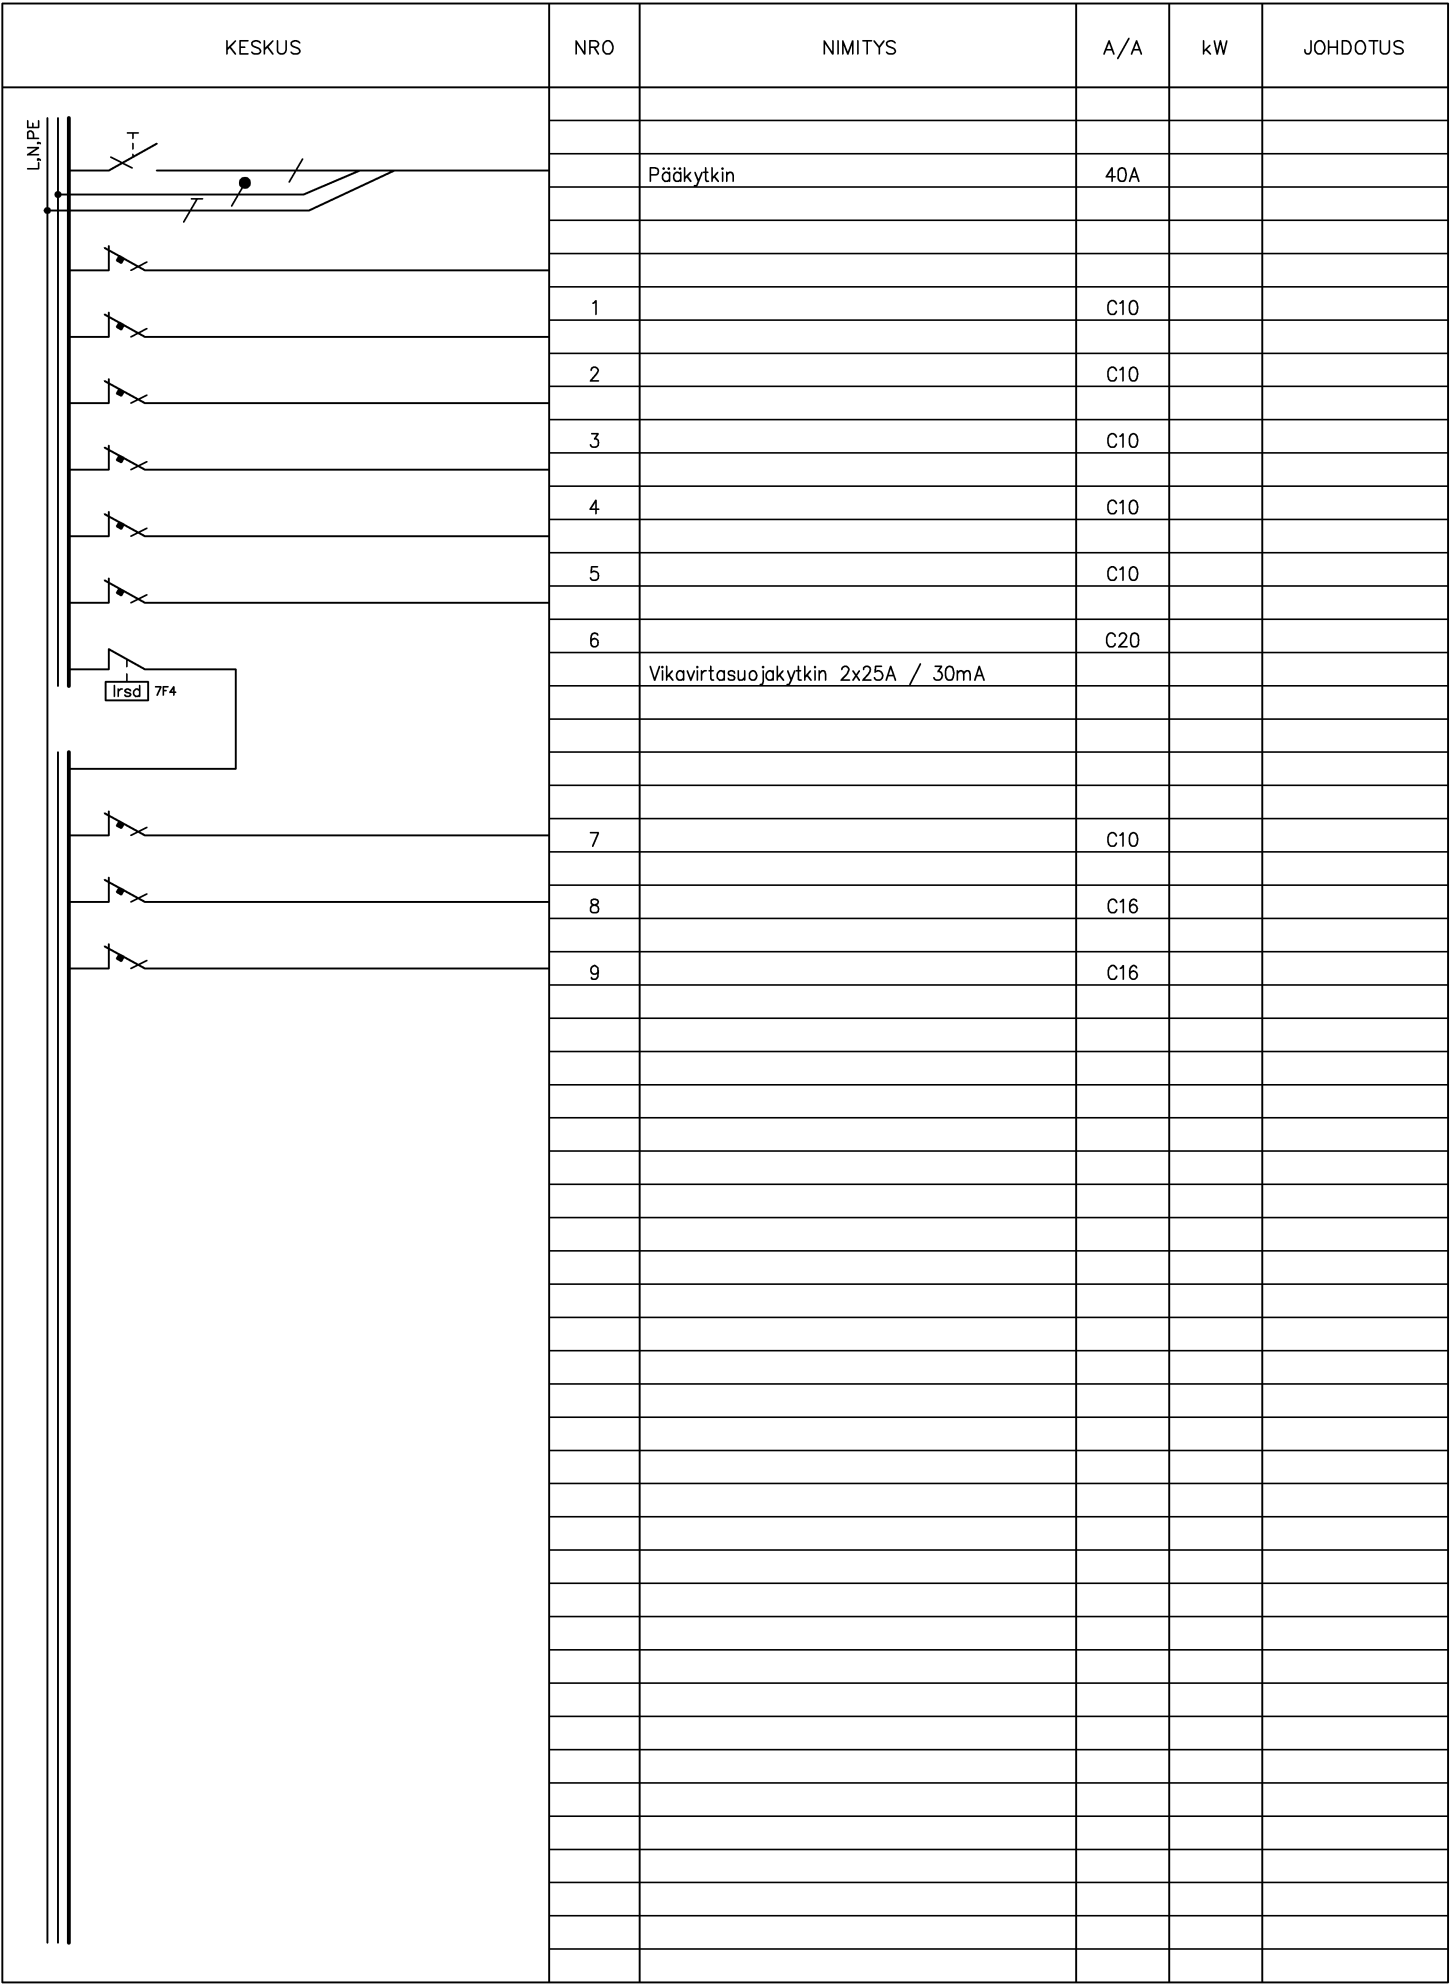 KESKUS NRO NIMITYS A/A kW JOHDOTUS
L,N,PE
Pääkytkin 40A
1 C10
2 C10
3 C10
4 C10
5 C10
6 C20
Vikavirtasuojakytkin 2x25A / 30mA
Irsd 7F4
7 C10
8 C16
9 C16